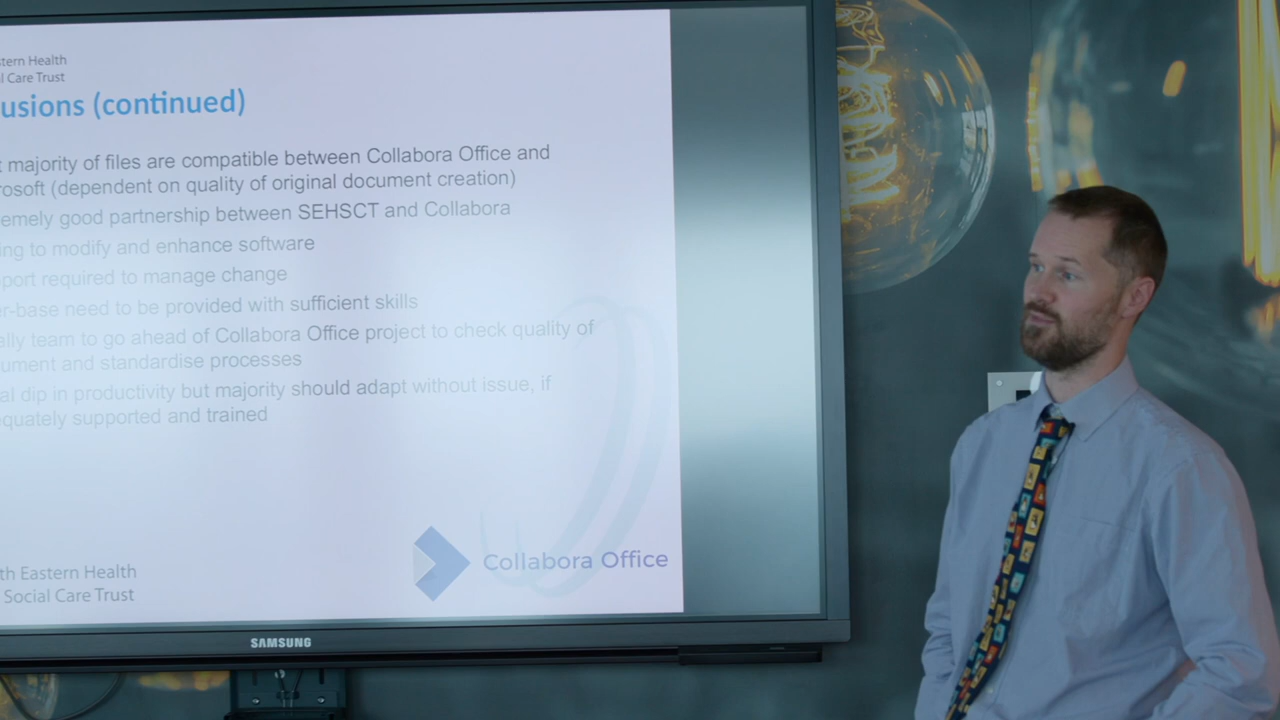 tern Health
l Care Trust
usions (continued)
t majority of files are compatible between Collabora Office and
rosoft (dependent on quality of original document creation)
emely good partnership between SEHSCT and Collabora
ing to modify and enhance software
port required to manage change
r-base need to be provided with sufficient skills
ally team to go ahead of Collabora Office project to check quality of
ument and standardise processes
al dip in productivity but majority should adapt without issue, if
equately supported and trained
Collabora Office
th Eastern Health
Social Care Trust
SAMSUNG